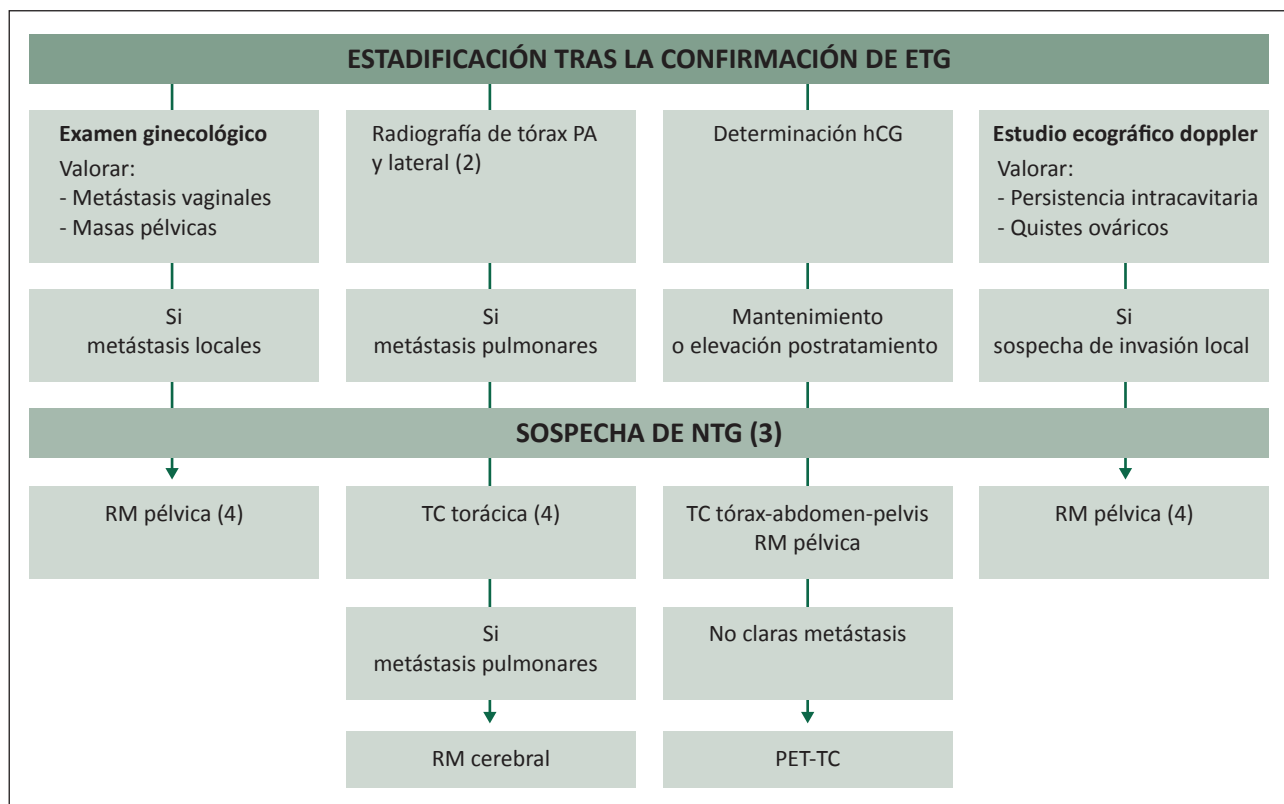 ESTADIFICACIÓN TRAS LA CONFIRMACIÓN DE ETG
Examen ginecológico
Valorar:
- Metástasis vaginales
- Masas pélvicas
Radiografía de tórax PA
y lateral (2)
Determinación hCG
Estudio ecográfico doppler
Valorar:
- Persistencia intracavitaria
- Quistes ováricos
Si
metástasis locales
Si
metástasis pulmonares
Mantenimiento
o elevación postratamiento
Si
sospecha de invasión local
SOSPECHA DE NTG (3)
RM pélvica (4)
TC torácica (4)
TC tórax-abdomen-pelvis
RM pélvica
RM pélvica (4)
Si
metástasis pulmonares
No claras metástasis
RM cerebral
PET-TC